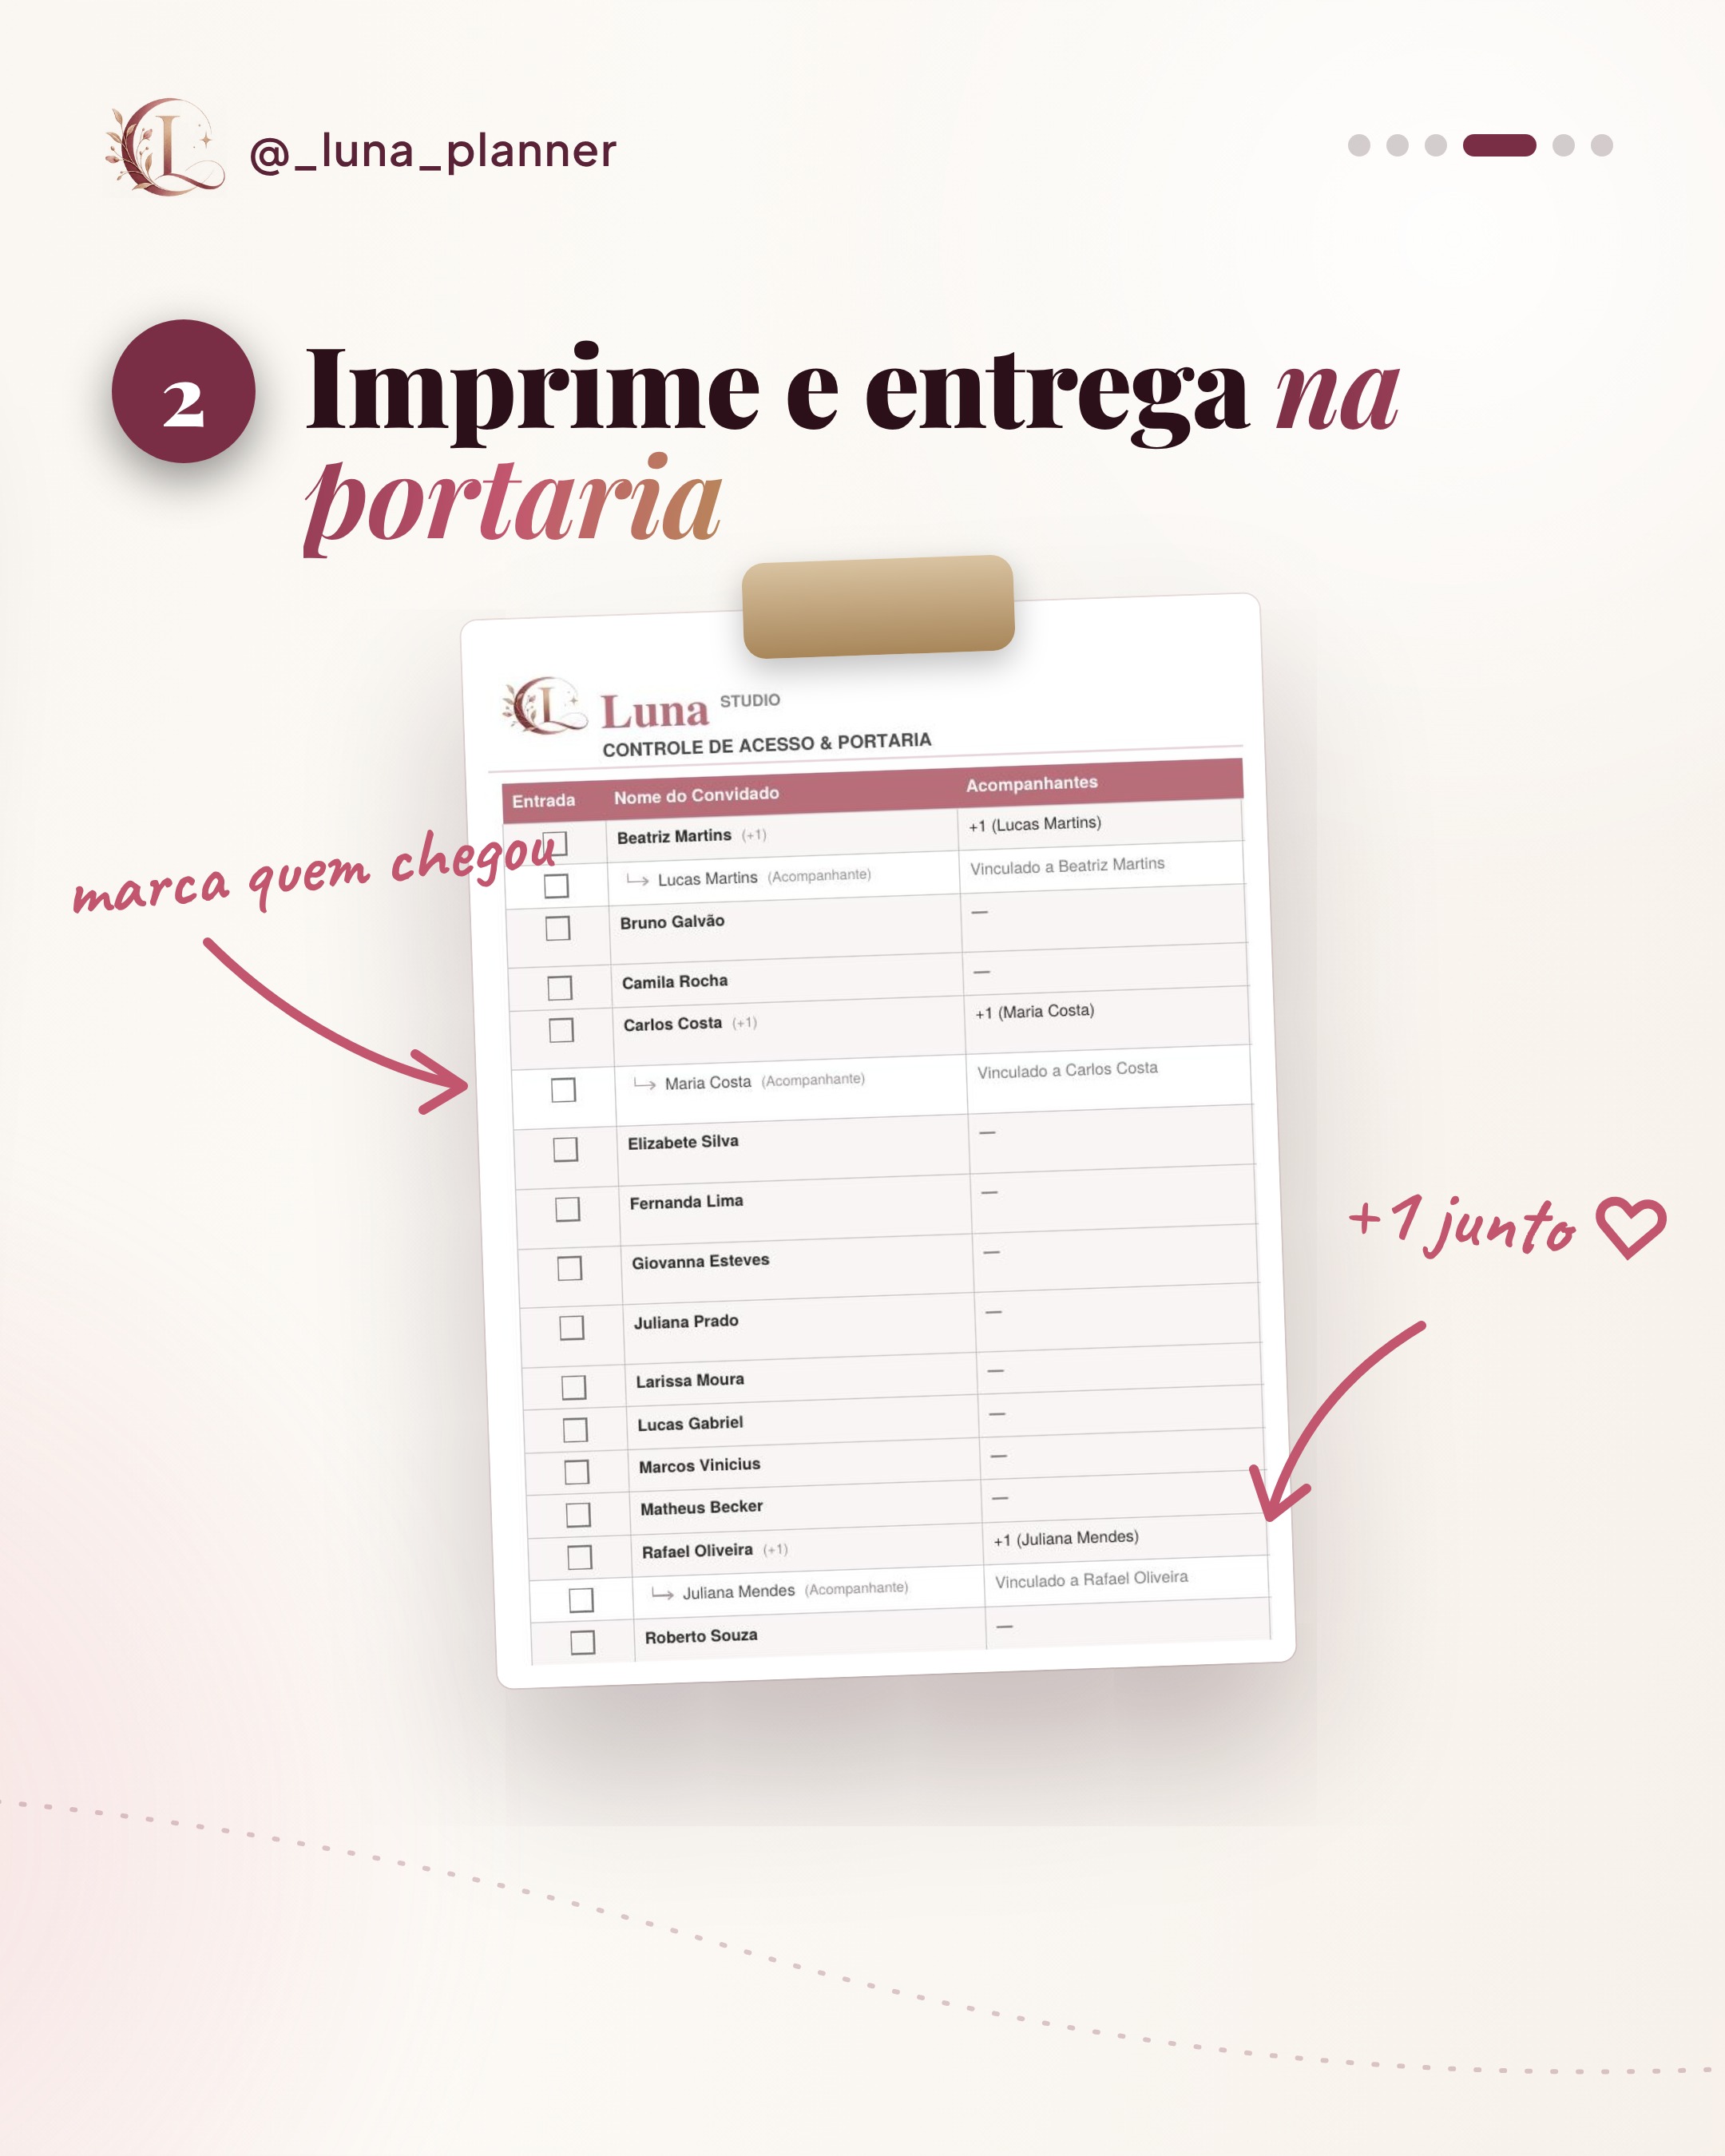 @_luna_planner
2
Imprime e entrega na
portaria
L
Luna STUDIO
CONTROLE DE ACESSO & PORTARIA
Entrada Nome do Convidado Acompanhantes
Beatriz Martins (+1) +1 (Lucas Martins)
↳ Lucas Martins (Acompanhante) Vinculado a Beatriz Martins
Bruno Galvão —
Camila Rocha —
Carlos Costa (+1) +1 (Maria Costa)
↳ Maria Costa (Acompanhante) Vinculado a Carlos Costa
Elizabete Silva —
Fernanda Lima —
Giovanna Esteves —
Juliana Prado —
Larissa Moura —
Lucas Gabriel —
Marcos Vinicius —
Matheus Becker —
Rafael Oliveira (+1) +1 (Juliana Mendes)
↳ Juliana Mendes (Acompanhante) Vinculado a Rafael Oliveira
Roberto Souza —
marca quem chegou
+1 junto ♡